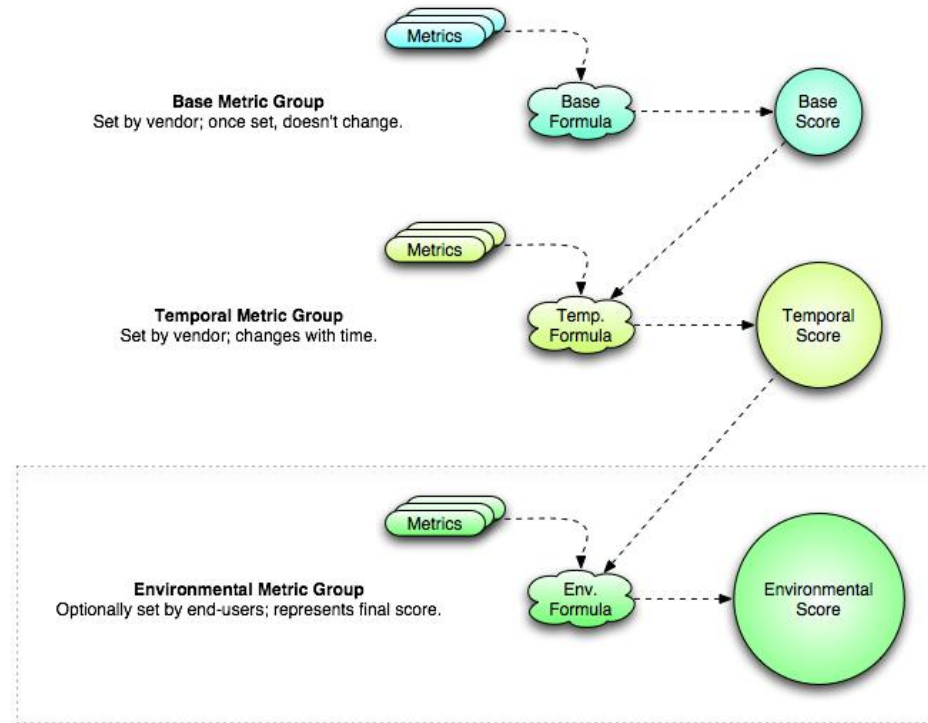 Metrics
Base Metric Group
Set by vendor; once set, doesn't change.
Base
Formula
Base
Score
Metrics
Temporal Metric Group
Set by vendor; changes with time.
Temp.
Formula
Temporal
Score
Metrics
Environmental Metric Group
Optionally set by end-users; represents final score.
Env.
Formula
Environmental
Score